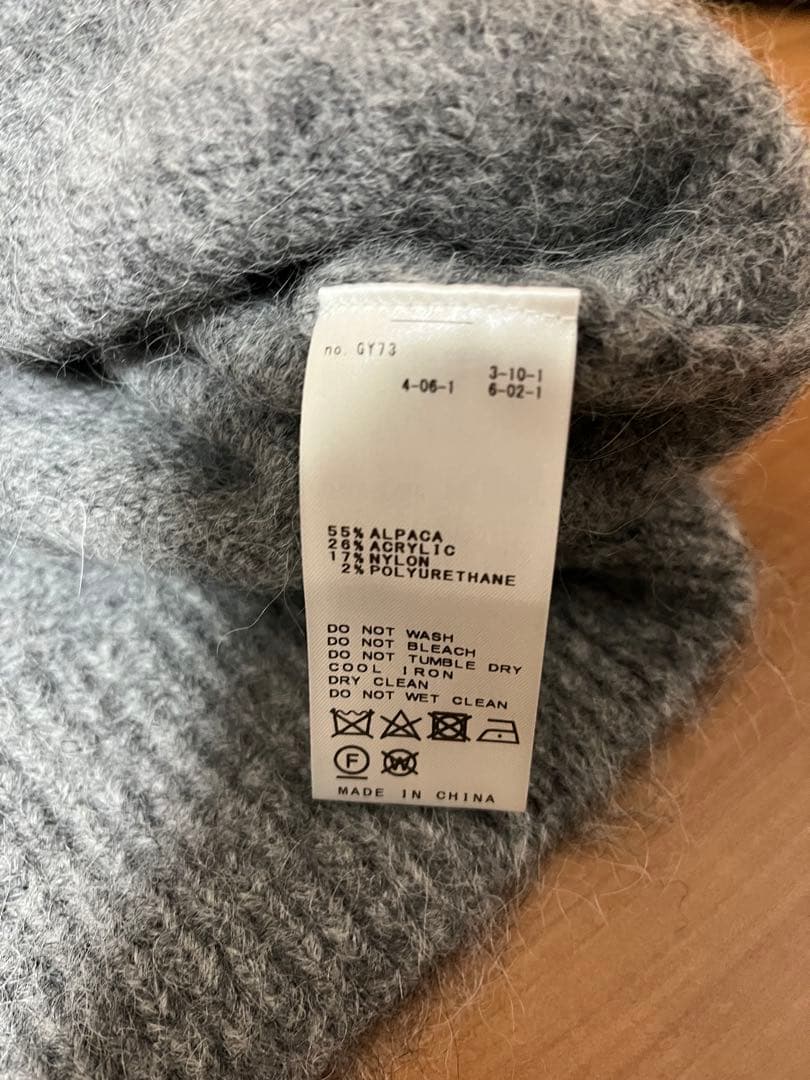 no. GY73
3-10-1
4-06-1 6-02-1
55% ALPACA
26% ACRYLIC
17% NYLON
2% POLYURETHANE
DO NOT WASH
DO NOT BLEACH
DO NOT TUMBLE DRY
COOL IRON
DRY CLEAN
DO NOT WET CLEAN
F W
MADE IN CHINA